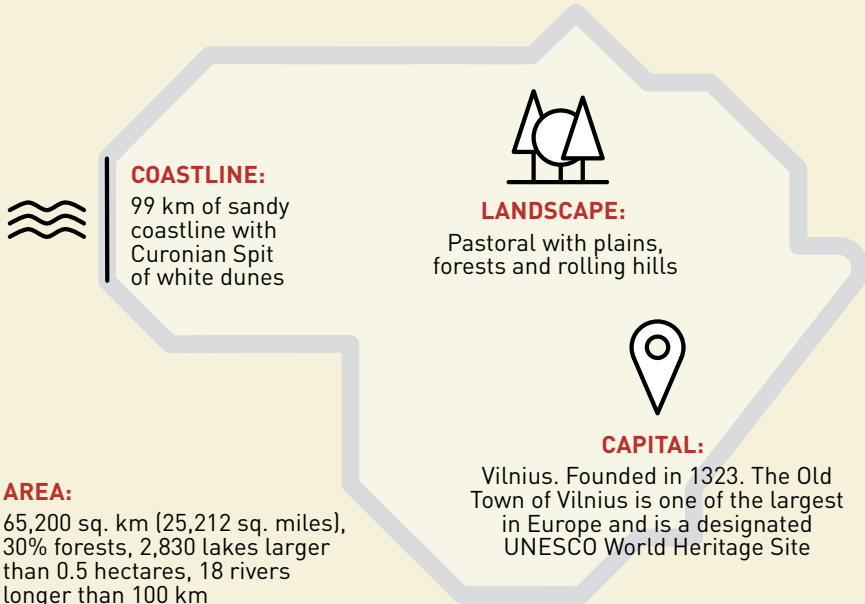 COASTLINE:
99 km of sandy
coastline with
Curonian Spit
of white dunes
LANDSCAPE:
Pastoral with plains,
forests and rolling hills
CAPITAL:
Vilnius. Founded in 1323. The Old
Town of Vilnius is one of the largest
in Europe and is a designated
UNESCO World Heritage Site
AREA:
65,200 sq. km (25,212 sq. miles),
30% forests, 2,830 lakes larger
than 0.5 hectares, 18 rivers
longer than 100 km